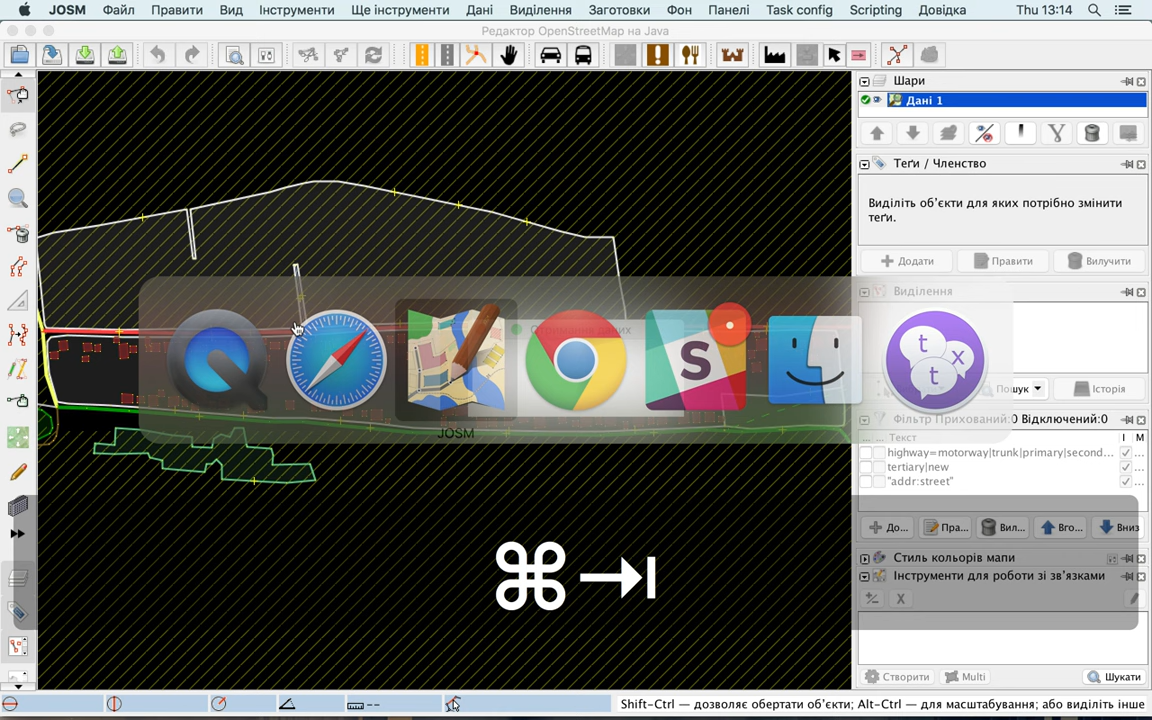 JOSM Файл Правити Вид Інструменти Ще інструменти Дані Виділення Заготовки Фон Панелі Task config Scripting Довідка Thu 13:14
Редактор OpenStreetMap на Java
Шари
Дані 1
Теґи / Членство
Виділіть об’єкти для яких потрібно змінити
теґи.
Додати Правити Вилучити
Виділення
Отримання даних
S
t x
t
Пошук Історія
JOSM
Фільтр Прихований:0 Відключений:0
... ... Текст I M
highway=motorway|trunk|primary|second...
tertiary|new
"addr:street"
До... Пра... Вил... Вго... Вниз
Стиль кольорів мапи
Інструменти для роботи зі зв’язками
Створити Multi Шукати
--
Shift-Ctrl — дозволяє обертати об’єкти; Alt-Ctrl — для масштабування; або виділіть інше